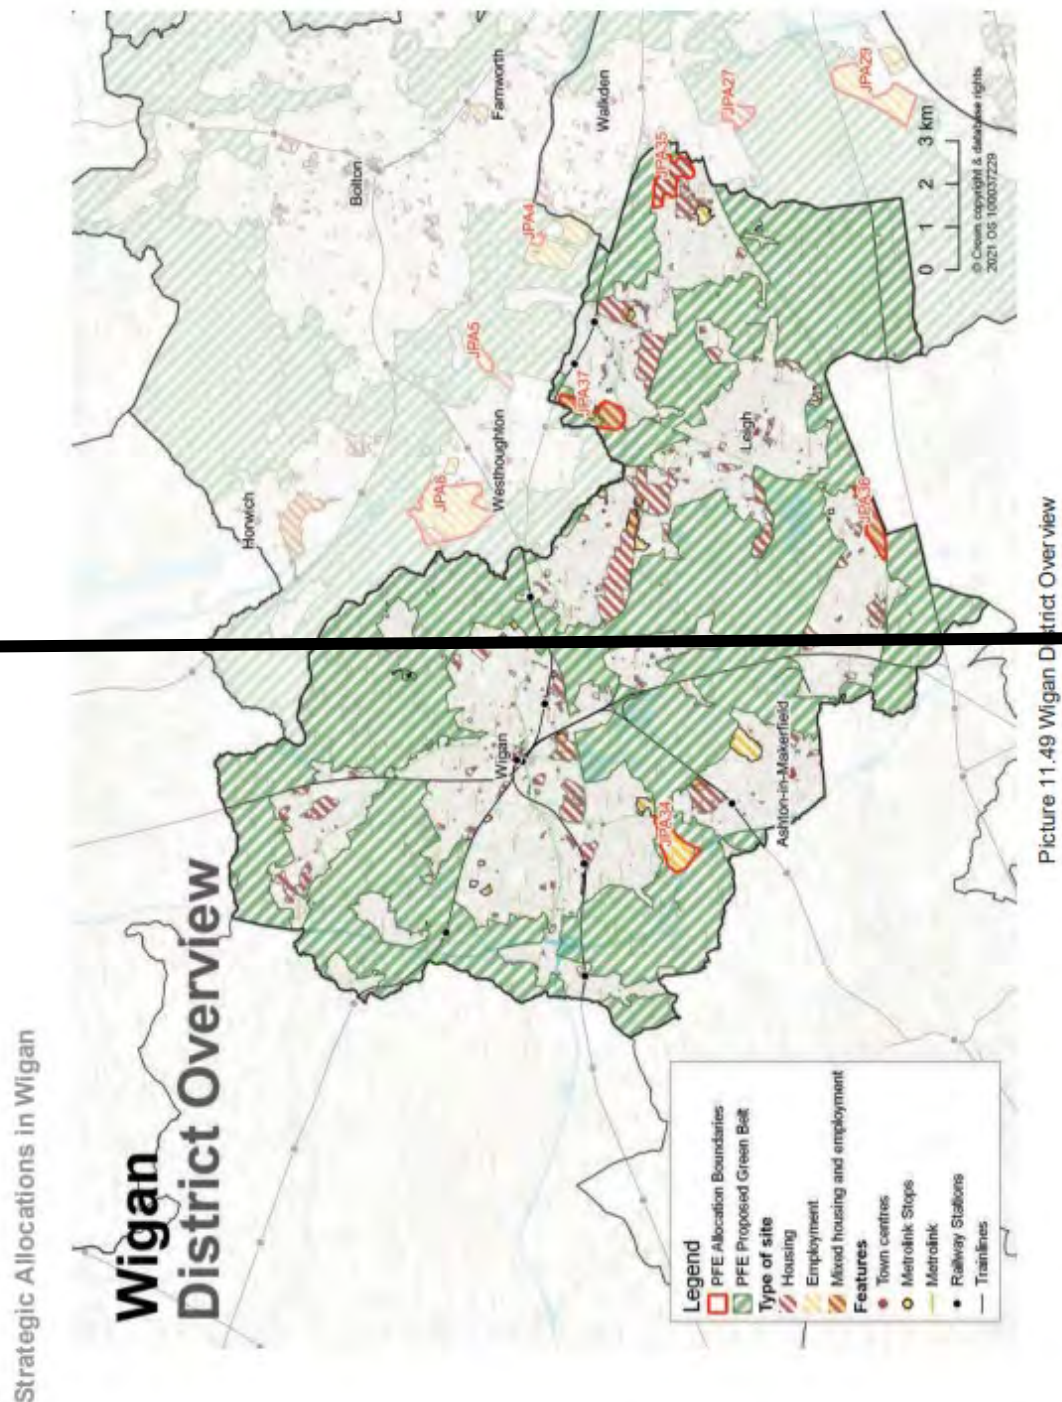 Strategic Allocations in Wigan
Wigan
District Overview
Horwich
Bolton
Farnworth
Walkden
Westhoughton
Wigan
Leigh
Ashton-in-Makerfield
JPA4
JPA5
JPA6
JPA27
JPA29
JPA34
JPA35
JPA36
JPA37
Legend
PFE Allocation Boundaries
PFE Proposed Green Belt
Type of site
Housing
Employment
Mixed housing and employment
Features
Town centres
Metrolink Stops
Metrolink
Railway Stations
Trainlines
0 1 2 3 km
© Crown copyright & database rights
2021 OS 100037229
Picture 11.49 Wigan District Overview